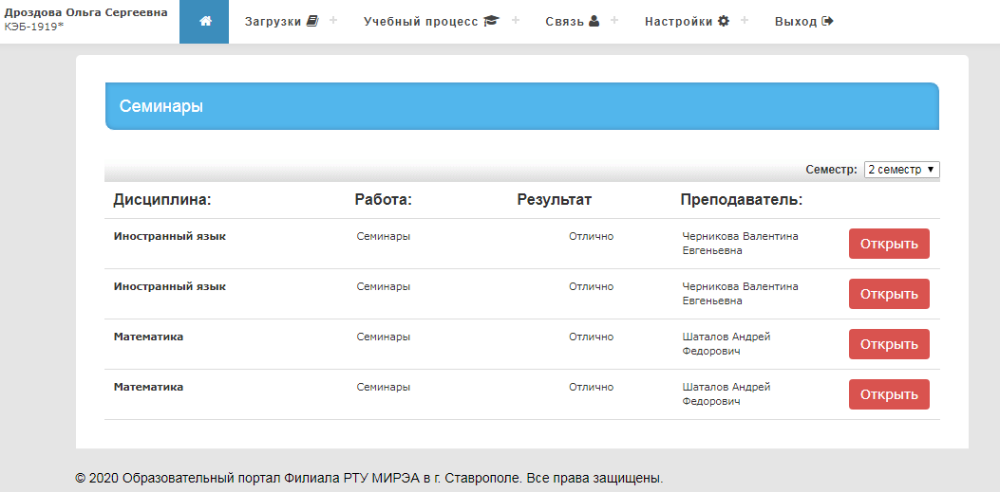 Дроздова Ольга Сергеевна
КЭБ-1919*
Загрузки + Учебный процесс + Связь + Настройки + Выход
Семинары
Семестр: 2 семестр ▼
Дисциплина: Работа: Результат Преподаватель:
Иностранный язык Семинары Отлично Черникова Валентина
Евгеньевна
Открыть
Иностранный язык Семинары Отлично Черникова Валентина
Евгеньевна
Открыть
Математика Семинары Отлично Шаталов Андрей
Федорович
Открыть
Математика Семинары Отлично Шаталов Андрей
Федорович
Открыть
© 2020 Образовательный портал Филиала РТУ МИРЭА в г. Ставрополе. Все права защищены.